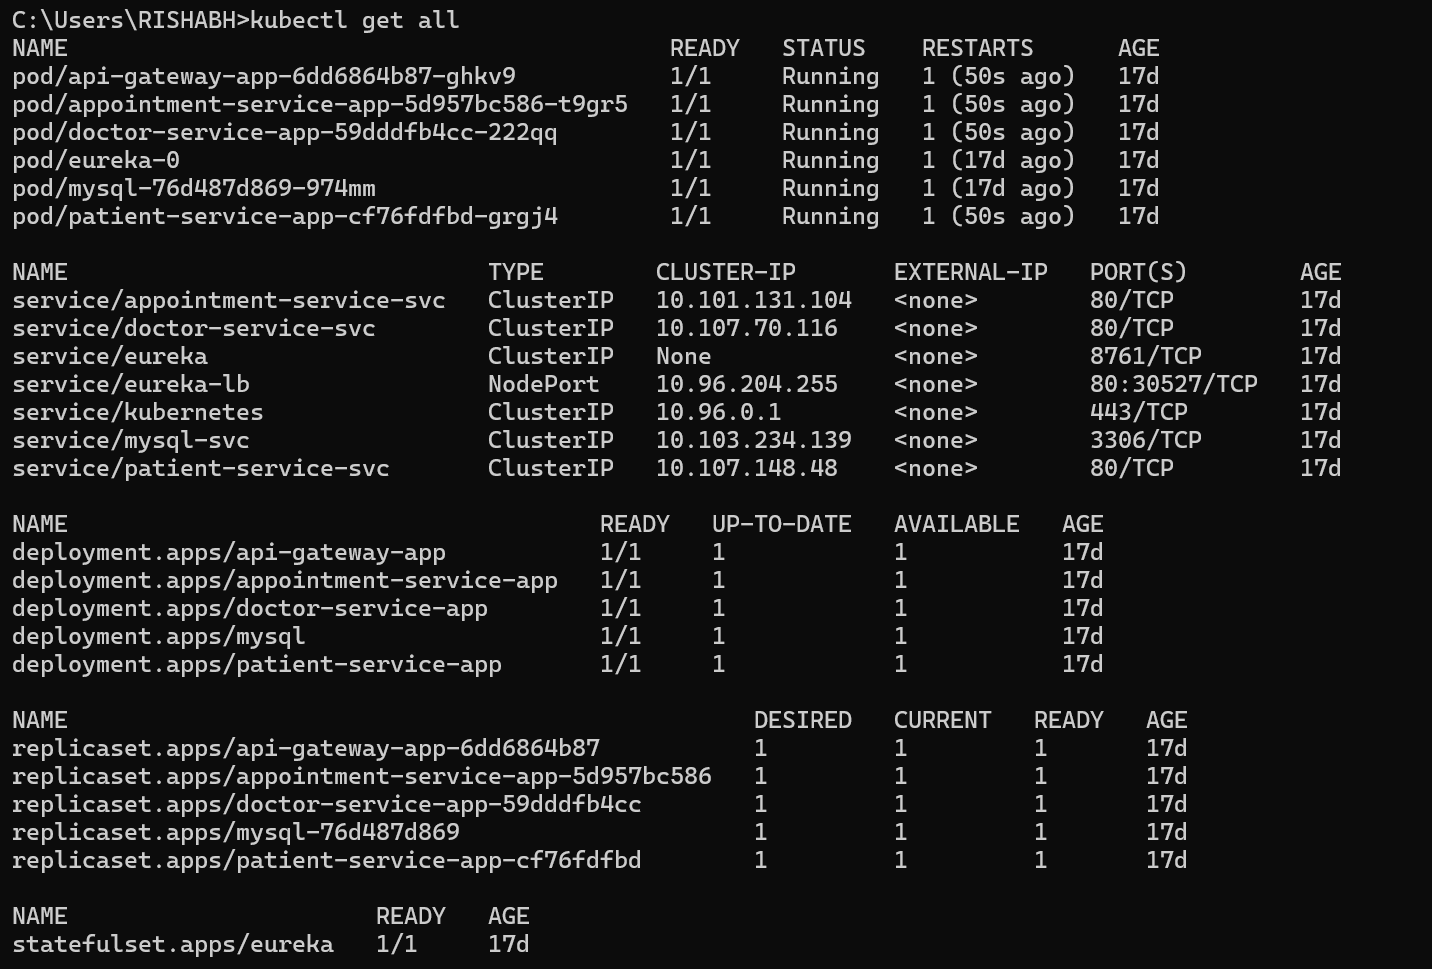 C:\Users\RISHABH>kubectl get all
NAME READY STATUS RESTARTS AGE
pod/api-gateway-app-6dd6864b87-ghkv9 1/1 Running 1 (50s ago) 17d
pod/appointment-service-app-5d957bc586-t9gr5 1/1 Running 1 (50s ago) 17d
pod/doctor-service-app-59dddfb4cc-222qq 1/1 Running 1 (50s ago) 17d
pod/eureka-0 1/1 Running 1 (17d ago) 17d
pod/mysql-76d487d869-974mm 1/1 Running 1 (17d ago) 17d
pod/patient-service-app-cf76fdfbd-grgj4 1/1 Running 1 (50s ago) 17d
NAME TYPE CLUSTER-IP EXTERNAL-IP PORT(S) AGE
service/appointment-service-svc ClusterIP 10.101.131.104 <none> 80/TCP 17d
service/doctor-service-svc ClusterIP 10.107.70.116 <none> 80/TCP 17d
service/eureka ClusterIP None <none> 8761/TCP 17d
service/eureka-lb NodePort 10.96.204.255 <none> 80:30527/TCP 17d
service/kubernetes ClusterIP 10.96.0.1 <none> 443/TCP 17d
service/mysql-svc ClusterIP 10.103.234.139 <none> 3306/TCP 17d
service/patient-service-svc ClusterIP 10.107.148.48 <none> 80/TCP 17d
NAME READY UP-TO-DATE AVAILABLE AGE
deployment.apps/api-gateway-app 1/1 1 1 17d
deployment.apps/appointment-service-app 1/1 1 1 17d
deployment.apps/doctor-service-app 1/1 1 1 17d
deployment.apps/mysql 1/1 1 1 17d
deployment.apps/patient-service-app 1/1 1 1 17d
NAME DESIRED CURRENT READY AGE
replicaset.apps/api-gateway-app-6dd6864b87 1 1 1 17d
replicaset.apps/appointment-service-app-5d957bc586 1 1 1 17d
replicaset.apps/doctor-service-app-59dddfb4cc 1 1 1 17d
replicaset.apps/mysql-76d487d869 1 1 1 17d
replicaset.apps/patient-service-app-cf76fdfbd 1 1 1 17d
NAME READY AGE
statefulset.apps/eureka 1/1 17d